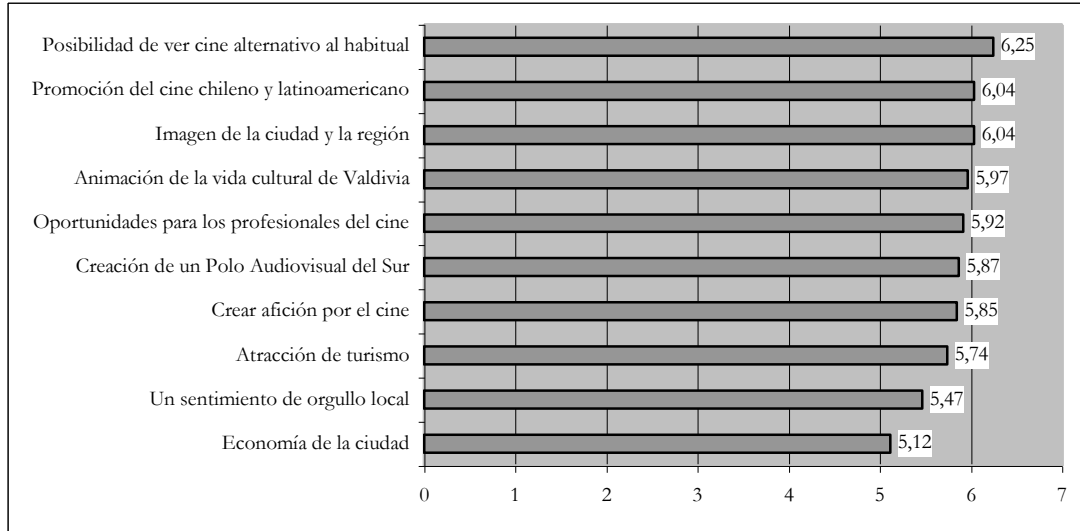 Posibilidad de ver cine alternativo al habitual 6,25
Promoción del cine chileno y latinoamericano 6,04
Imagen de la ciudad y la región 6,04
Animación de la vida cultural de Valdivia 5,97
Oportunidades para los profesionales del cine 5,92
Creación de un Polo Audiovisual del Sur 5,87
Crear afición por el cine 5,85
Atracción de turismo 5,74
Un sentimiento de orgullo local 5,47
Economía de la ciudad 5,12
0 1 2 3 4 5 6 7